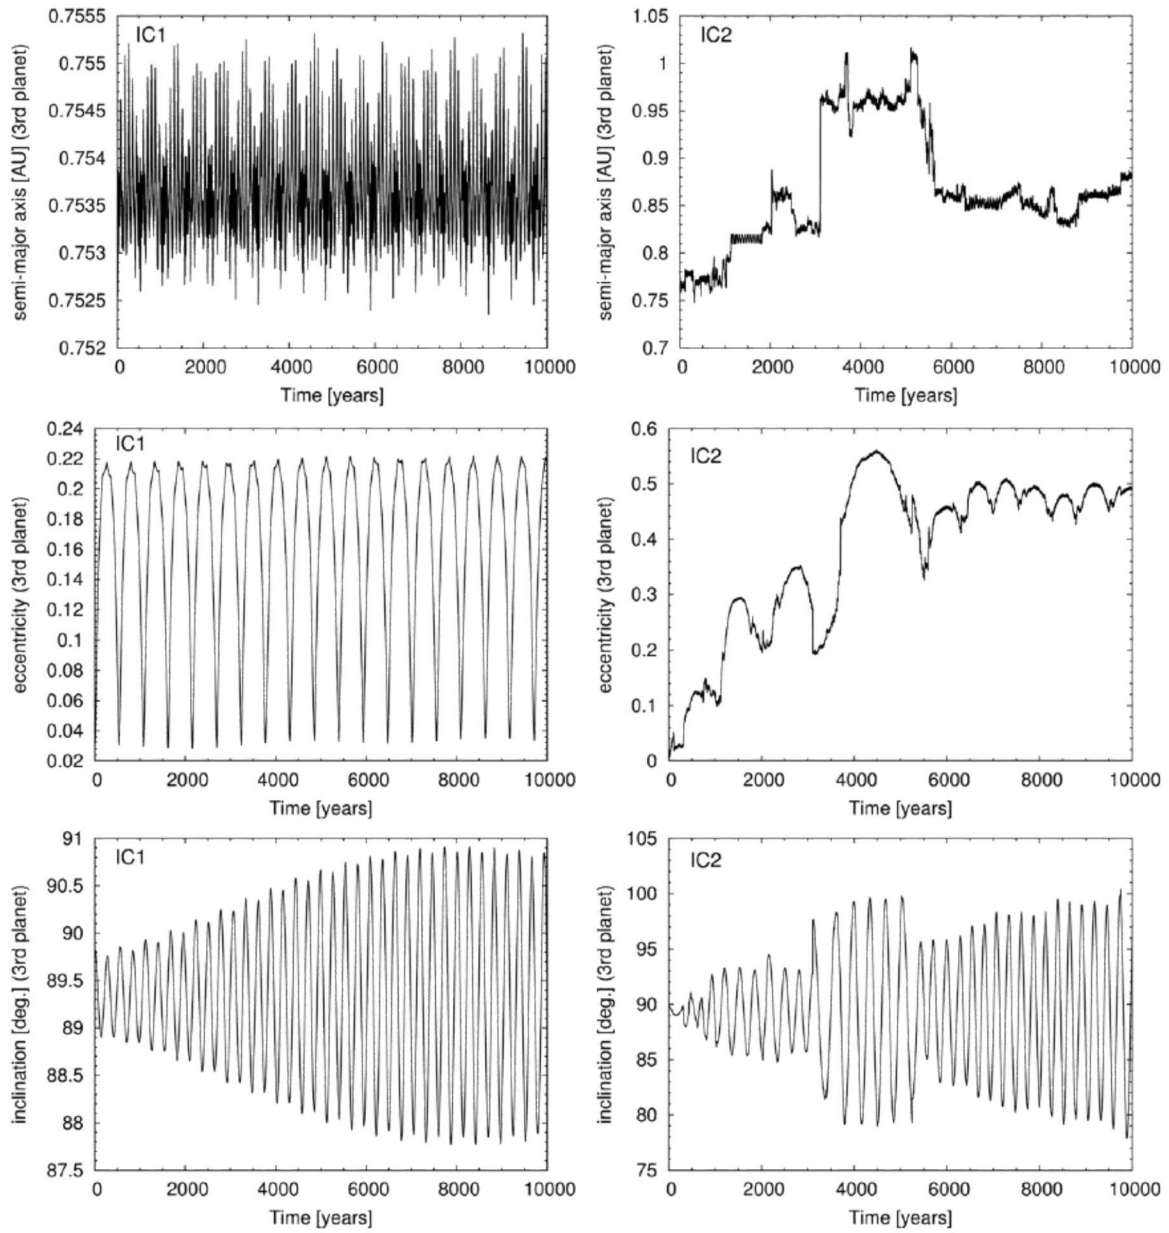 IC1
0.7555
0.755
0.7545
0.754
0.7535
0.753
0.7525
0.752
semi-major axis [AU] (3rd planet)
0 2000 4000 6000 8000 10000
Time [years]
IC2
1.05
1
0.95
0.9
0.85
0.8
0.75
0.7
semi-major axis [AU] (3rd planet)
0 2000 4000 6000 8000 10000
Time [years]
IC1
0.24
0.22
0.2
0.18
0.16
0.14
0.12
0.1
0.08
0.06
0.04
0.02
eccentricity (3rd planet)
0 2000 4000 6000 8000 10000
Time [years]
IC2
0.6
0.5
0.4
0.3
0.2
0.1
0
eccentricity (3rd planet)
0 2000 4000 6000 8000 10000
Time [years]
IC1
91
90.5
90
89.5
89
88.5
88
87.5
inclination [deg.] (3rd planet)
0 2000 4000 6000 8000 10000
Time [years]
IC2
105
100
95
90
85
80
75
inclination [deg.] (3rd planet)
0 2000 4000 6000 8000 10000
Time [years]